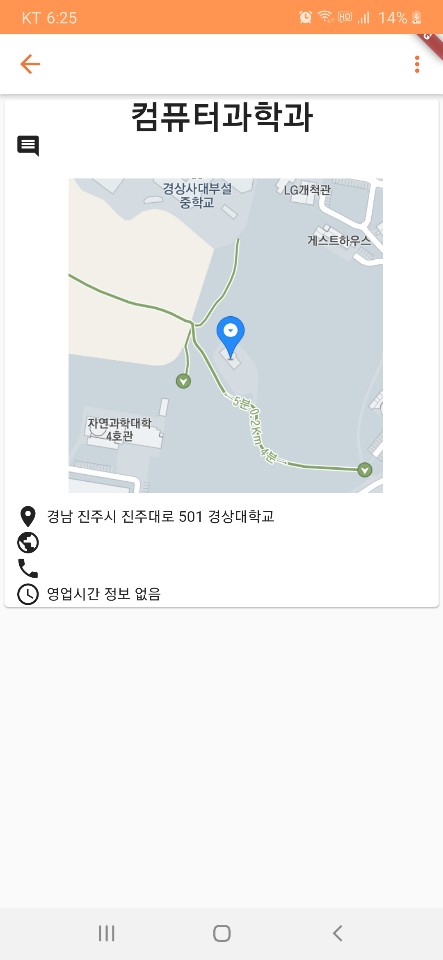 KT 6:25
14%
컴퓨터과학과
경상사대부설
중학교
LG개척관
게스트하우스
자연과학대학
4호관
5분 0.2Km 4분
경남 진주시 진주대로 501 경상대학교
영업시간 정보 없음